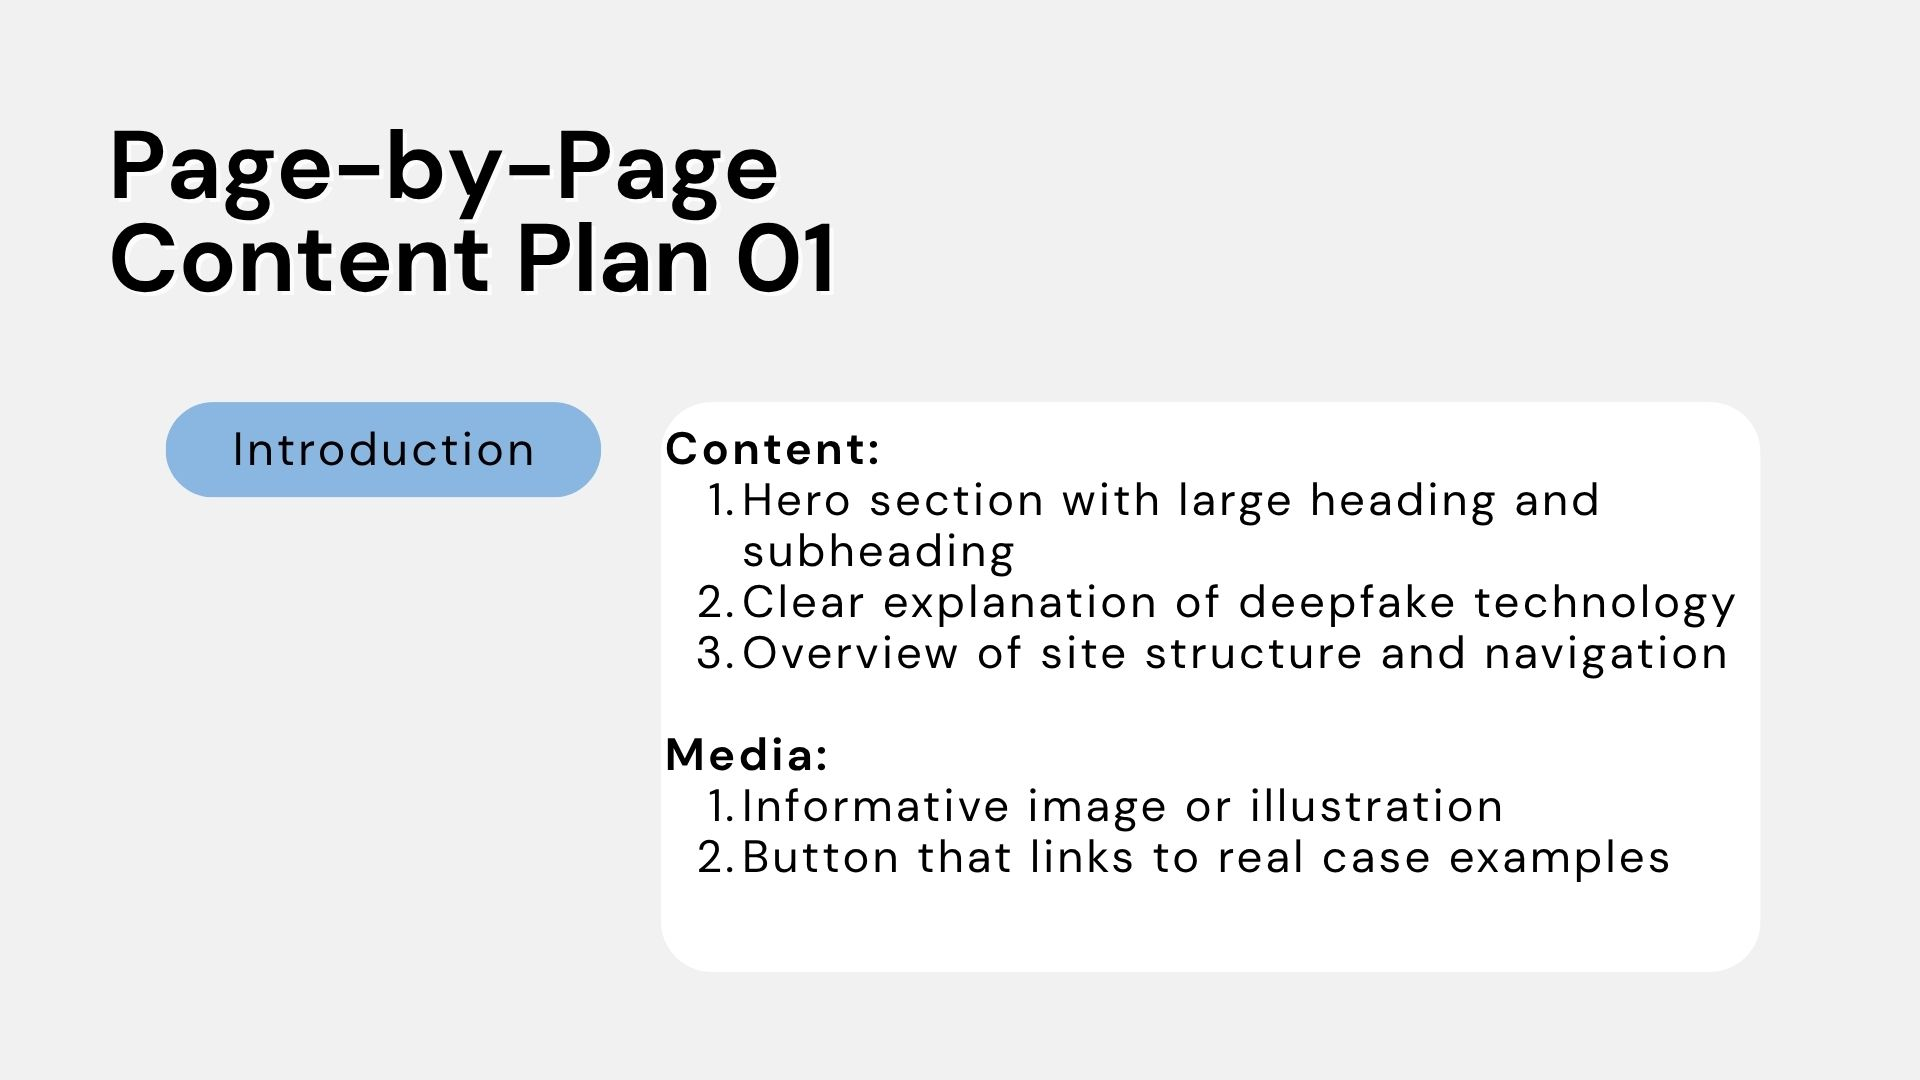 Page-by-Page
Content Plan 01
Introduction
Content:
1. Hero section with large heading and
subheading
2. Clear explanation of deepfake technology
3. Overview of site structure and navigation
Media:
1. Informative image or illustration
2. Button that links to real case examples